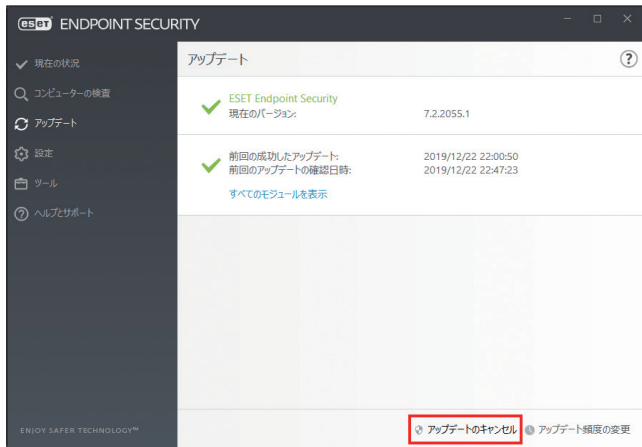 eset ENDPOINT SECURITY
現在の状況
コンピューターの検査
アップデート
設定
ツール
ヘルプとサポート
ENJOY SAFER TECHNOLOGY™
アップデート
?
ESET Endpoint Security
現在のバージョン: 7.2.2055.1
前回の成功したアップデート: 2019/12/22 22:00:50
前回のアップデートの確認日時: 2019/12/22 22:47:23
すべてのモジュールを表示
アップデートのキャンセル アップデート頻度の変更